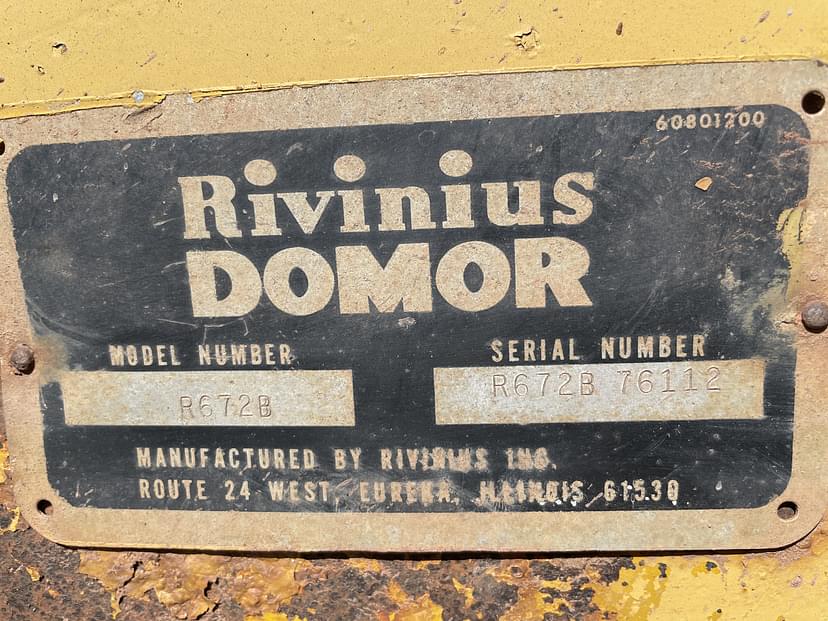 60801200
Rivinius
DOMOR
MODEL NUMBER SERIAL NUMBER
R672B R672B 76112
MANUFACTURED BY RIVINIUS INC.
ROUTE 24 WEST, EUREKA, ILLINOIS 61530